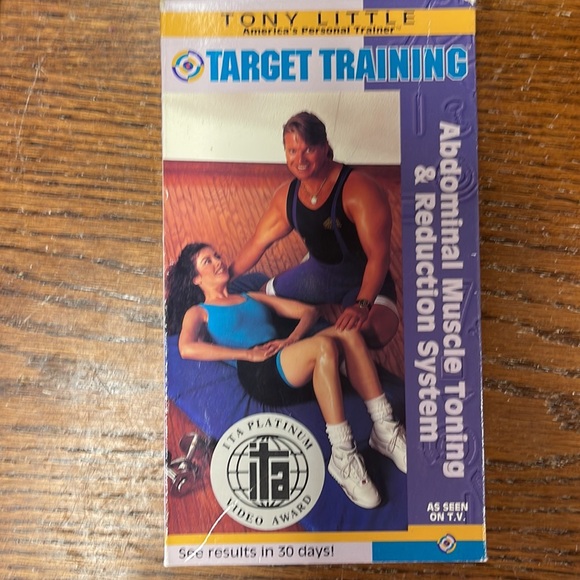 TONY LITTLE
America's Personal Trainer™
TARGET TRAINING
Abdominal Muscle Toning
& Reduction System
ITA PLATINUM
ita
VIDEO AWARD
AS SEEN
ON T.V.
See results in 30 days!